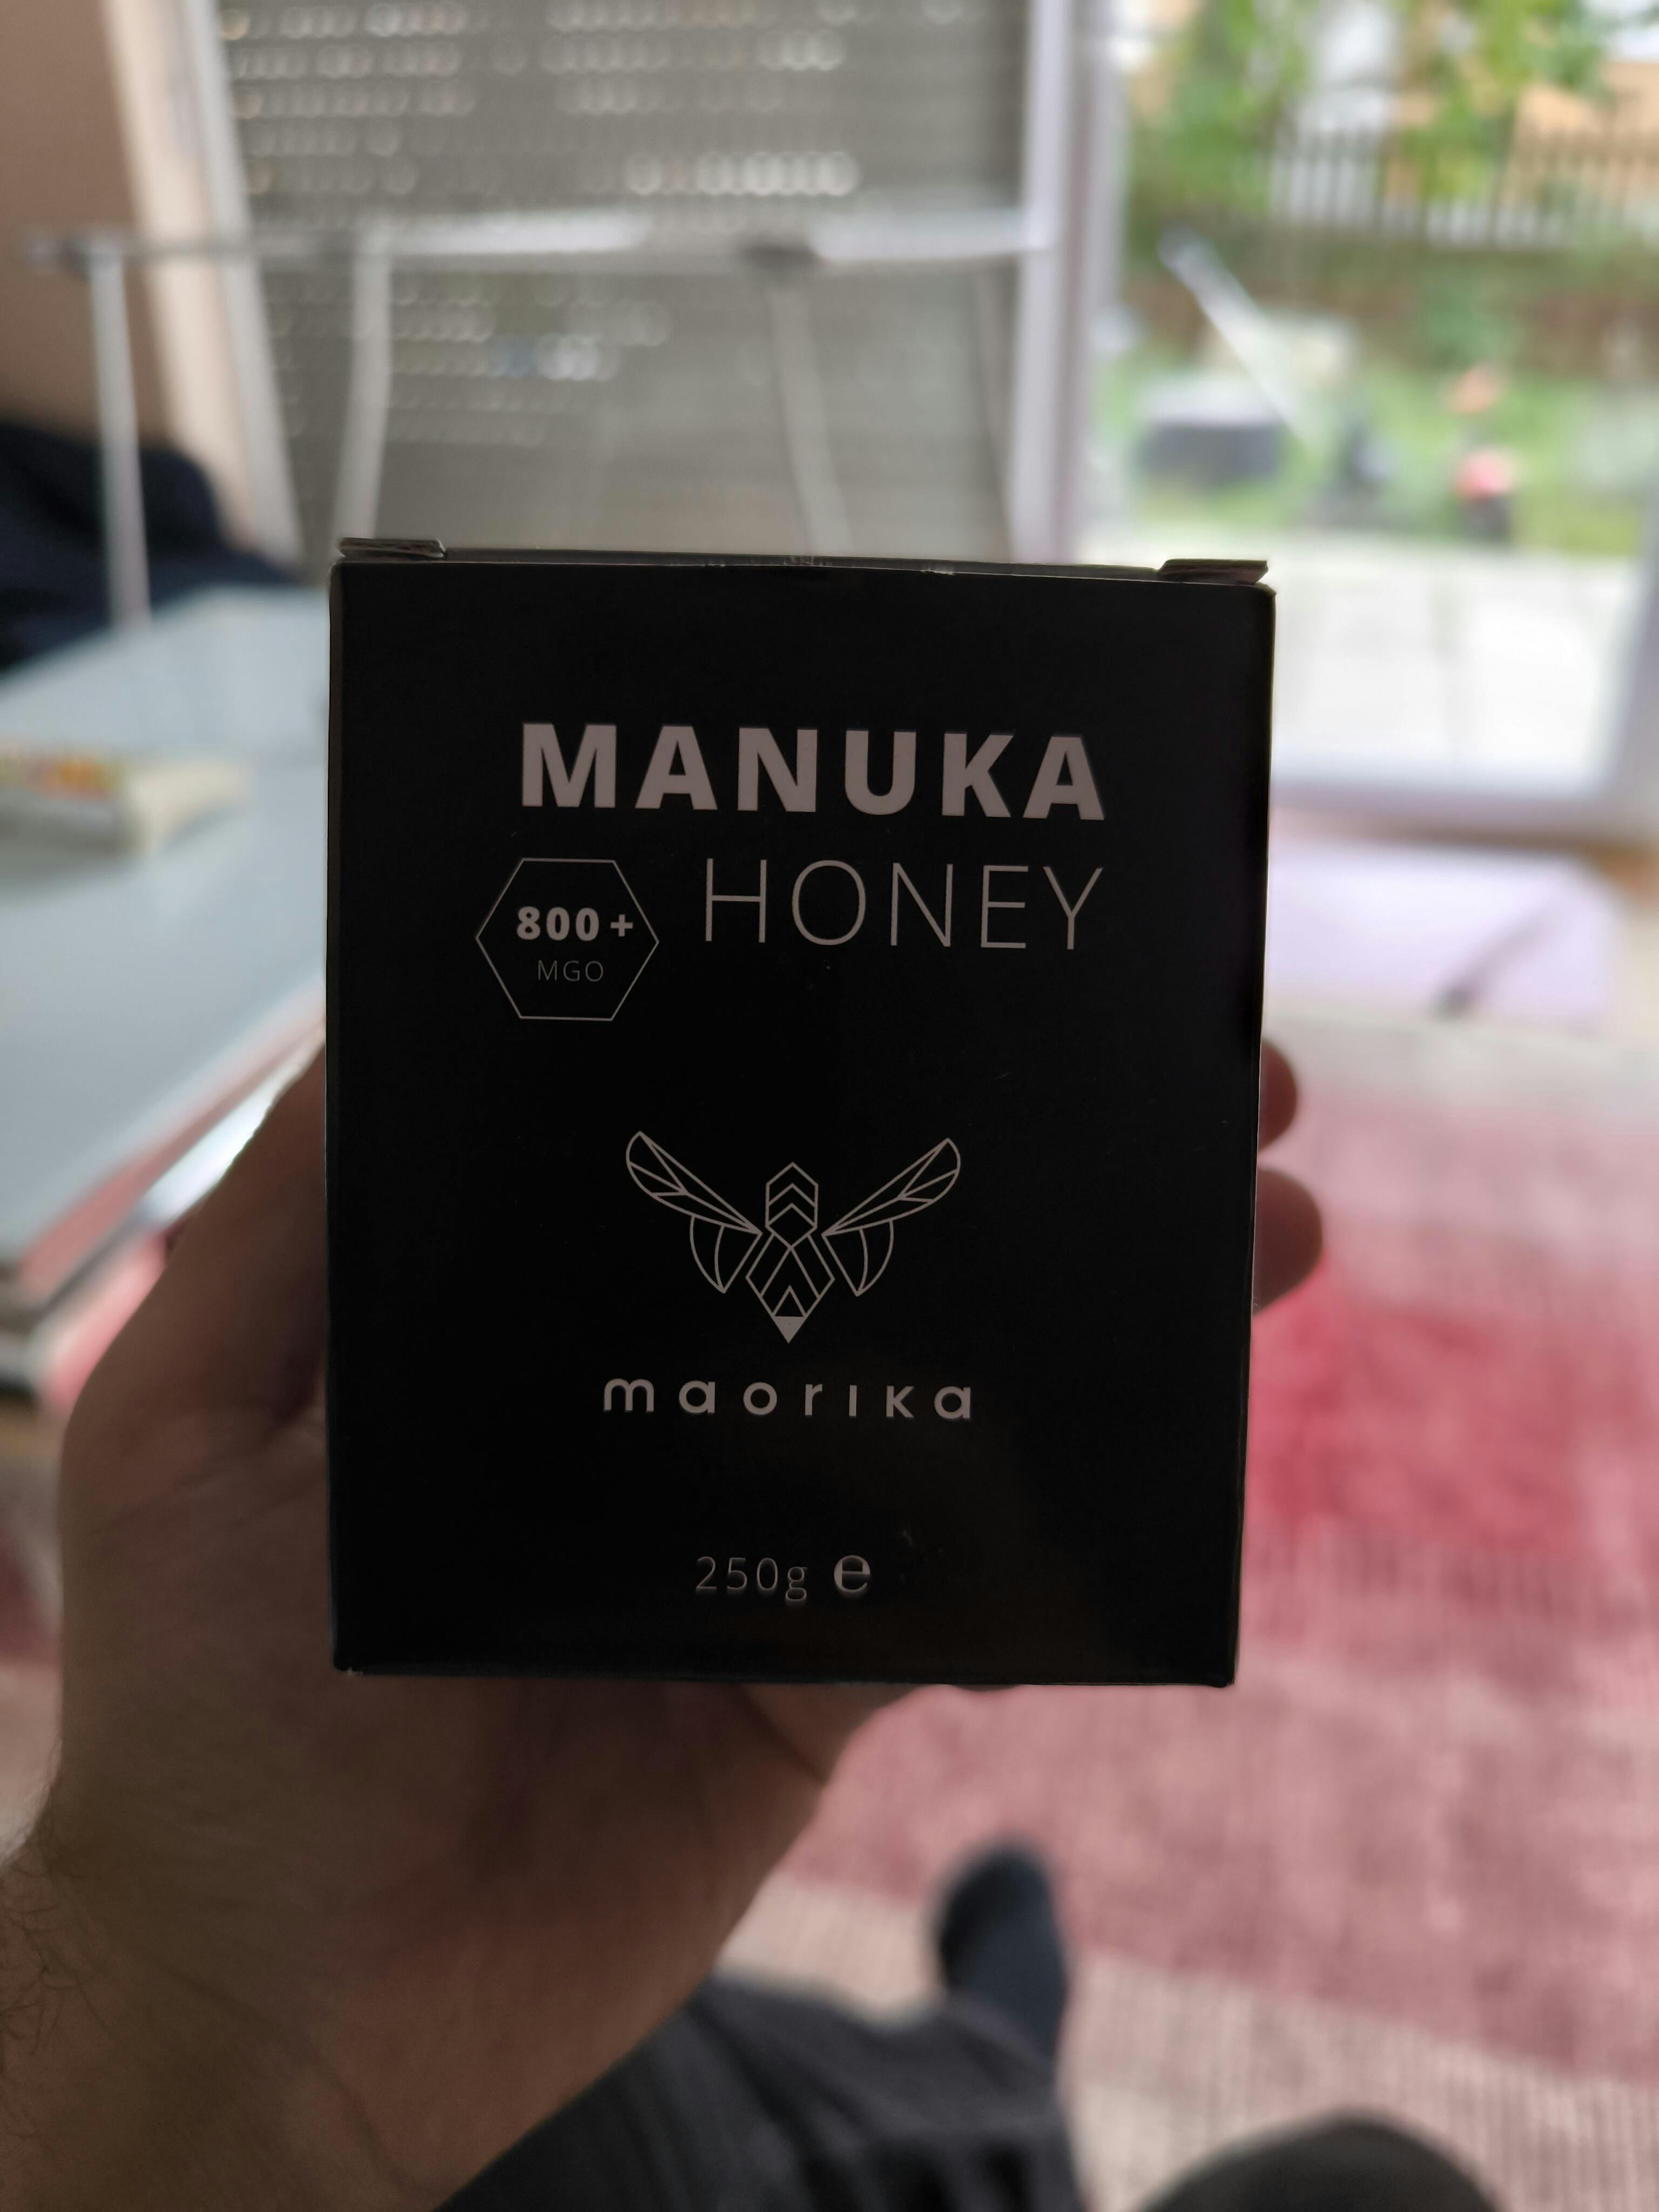 MANUKA
HONEY
800+
MGO
maorika
250g e